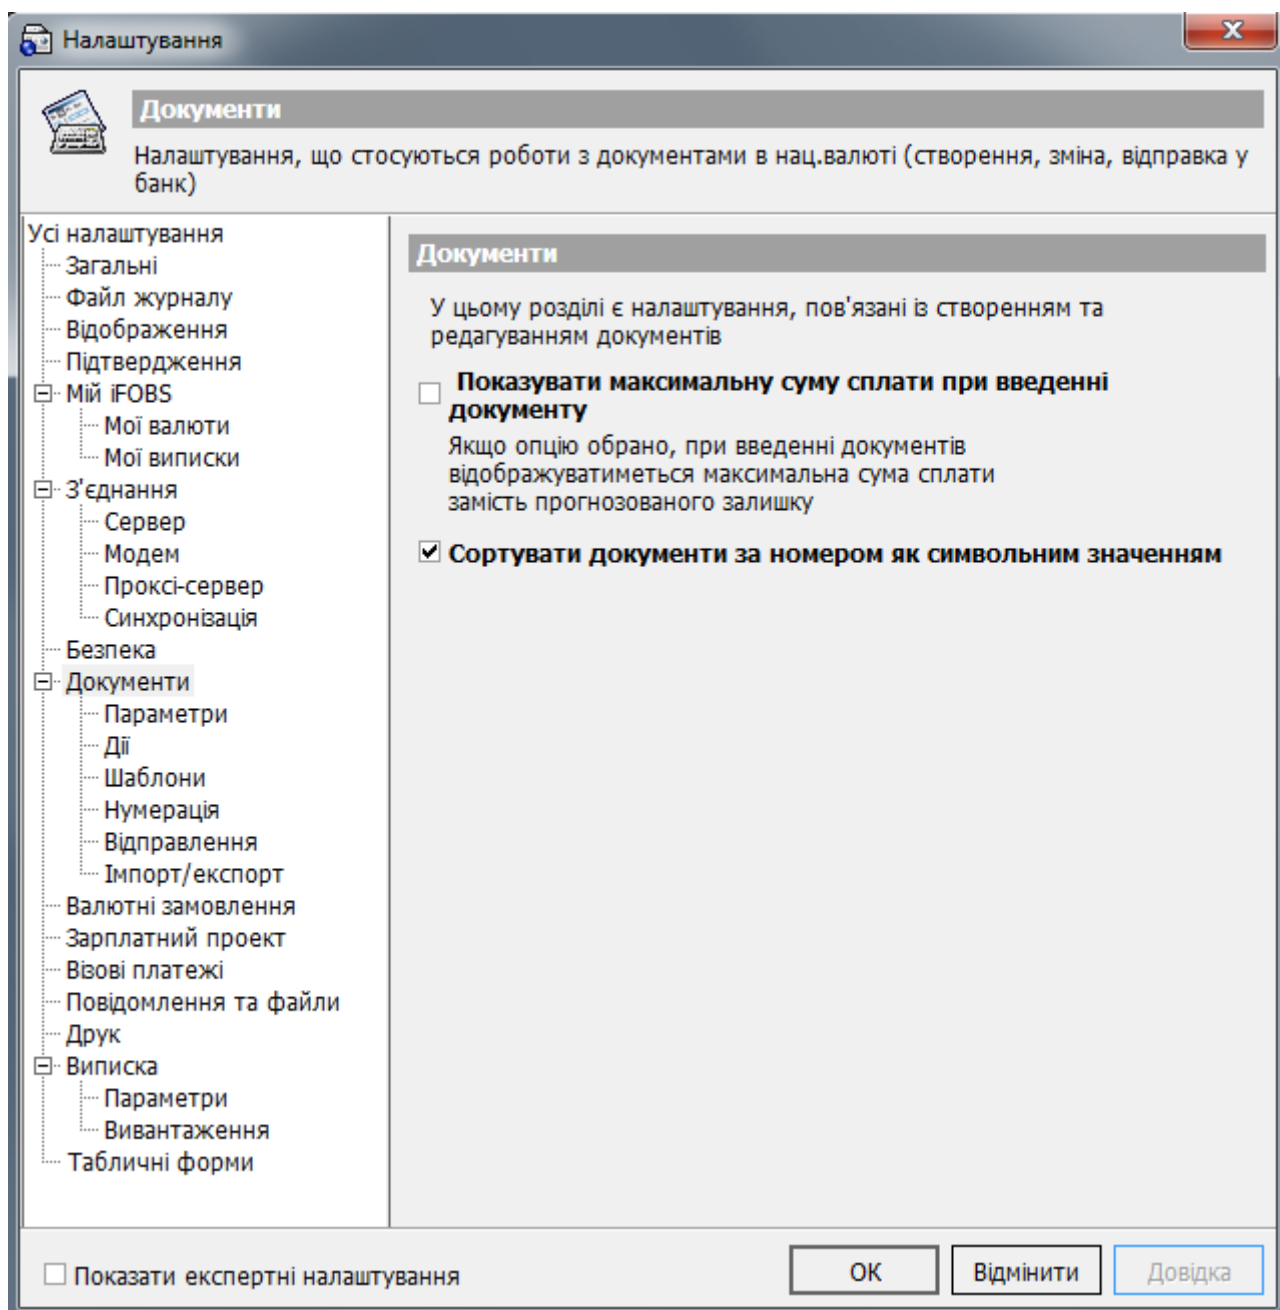 Налаштування
Документи
Налаштування, що стосуються роботи з документами в нац.валюті (створення, зміна, відправка у
банк)
Усі налаштування
Загальні
Файл журналу
Відображення
Підтвердження
Мій iFOBS
Мої валюти
Мої виписки
З'єднання
Сервер
Модем
Проксі-сервер
Синхронізація
Безпека
Документи
Параметри
Дії
Шаблони
Нумерація
Відправлення
Імпорт/експорт
Валютні замовлення
Зарплатний проект
Візові платежі
Повідомлення та файли
Друк
Виписка
Параметри
Вивантаження
Табличні форми
Документи
У цьому розділі є налаштування, пов'язані із створенням та
редагуванням документів
Показувати максимальну суму сплати при введенні
документу
Якщо опцію обрано, при введенні документів
відображуватиметься максимальна сума сплати
замість прогнозованого залишку
Сортувати документи за номером як символьним значенням
Показати експертні налаштування
ОК
Відмінити
Довідка